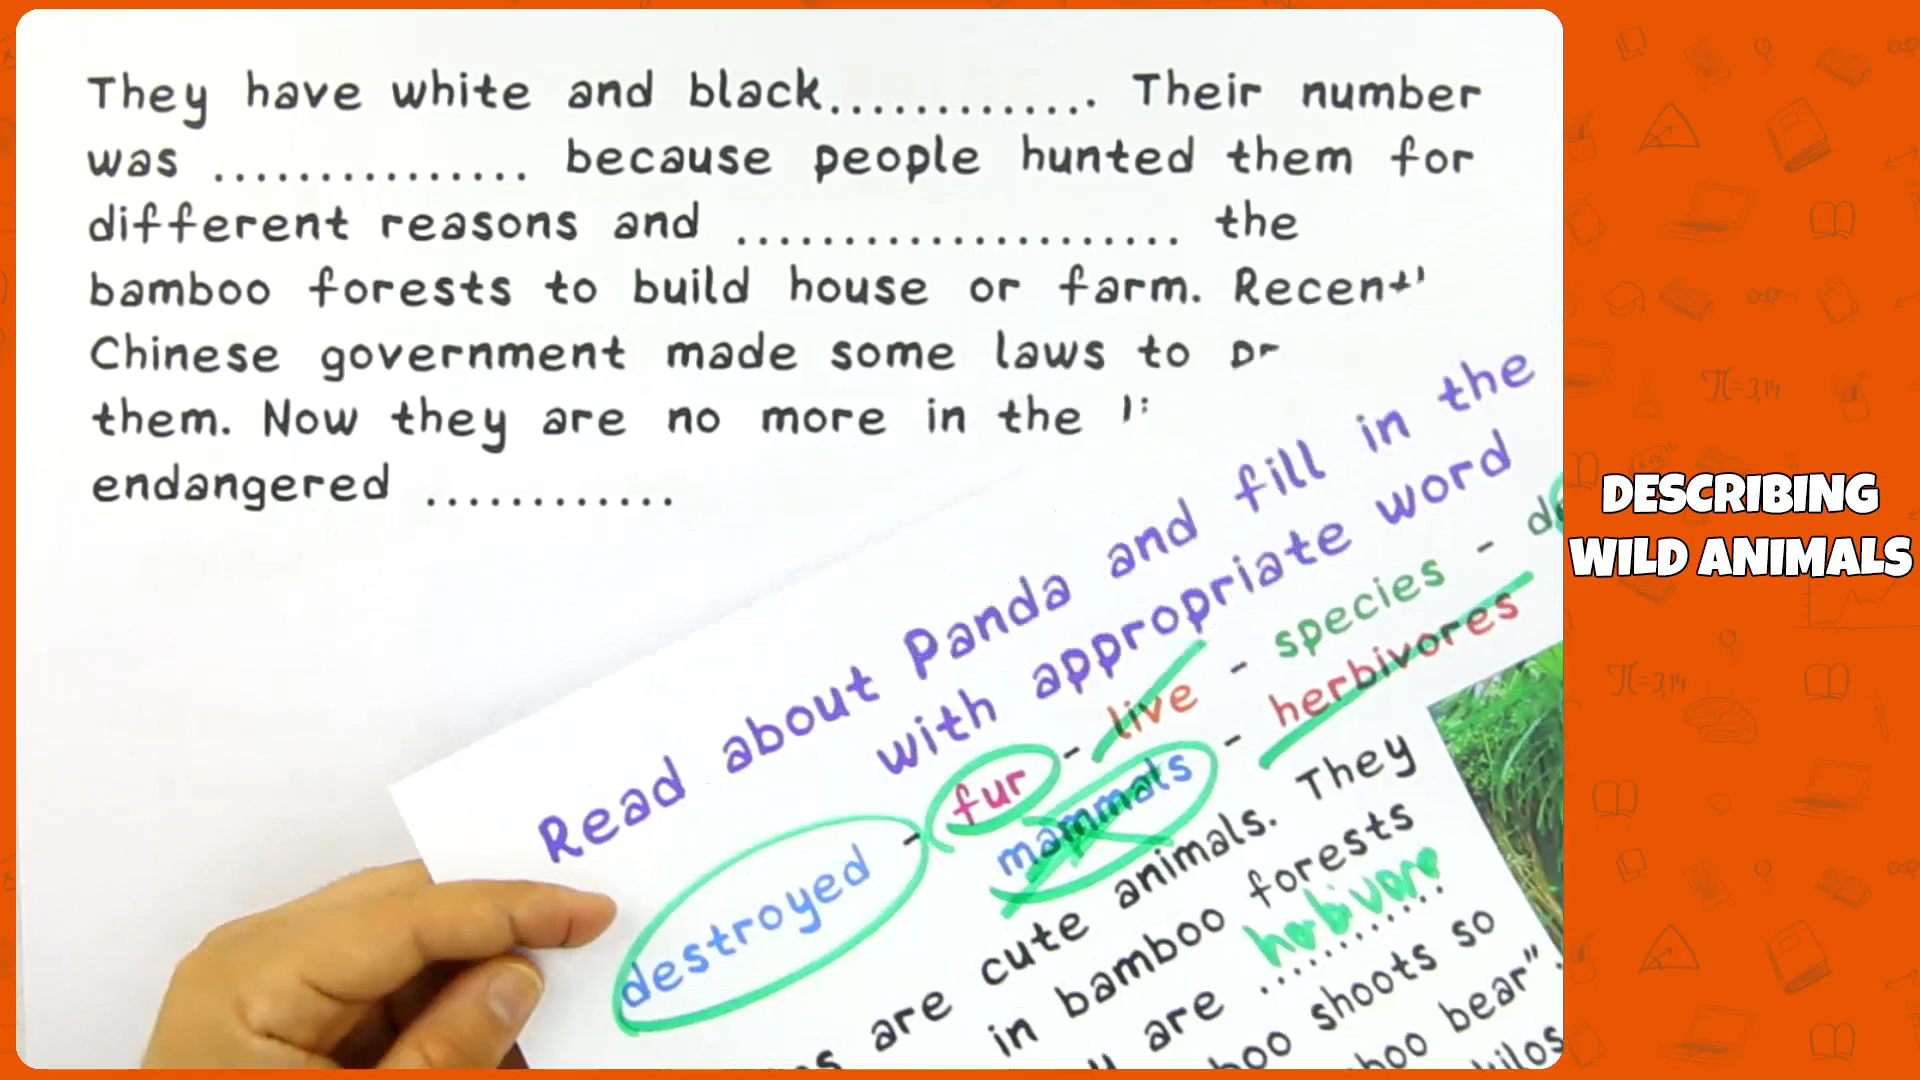 They have white and black............. Their number
was ............... because people hunted them for
different reasons and ..................... the
bamboo forests to build house or farm.
Chinese government made some laws to
them. Now they are no more in the
endangered ............
Read about Panda and fill in the
with appropriate word
destroyed - fur - live - species -
mammals - herbivores
are cute animals. They
in bamboo forests
herbivore
are ..........
shoots so
bear".
DESCRIBING
WILD ANIMALS